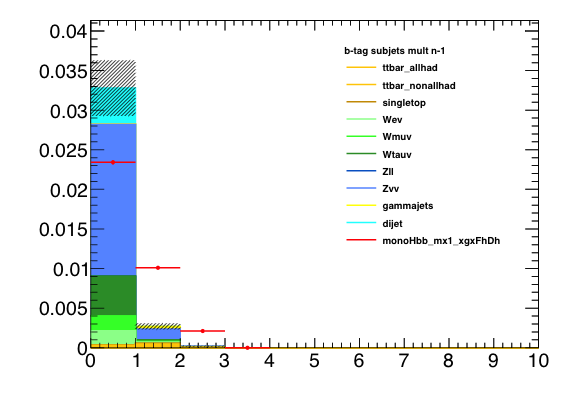 0.04
0.035
0.03
0.025
0.02
0.015
0.01
0.005
0
b-tag subjets mult n-1
ttbar_allhad
ttbar_nonallhad
singletop
Wev
Wmuv
Wtauv
Zll
Zvv
gammajets
dijet
monoHbb_mx1_xgxFhDh
0 1 2 3 4 5 6 7 8 9 10